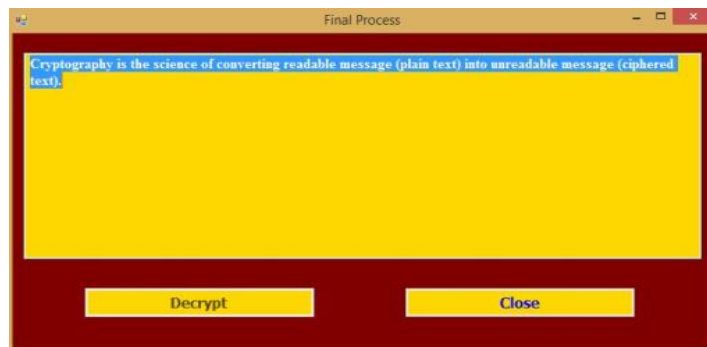 Final Process
Cryptography is the science of converting readable message (plain text) into unreadable message (ciphered
text).
Decrypt
Close